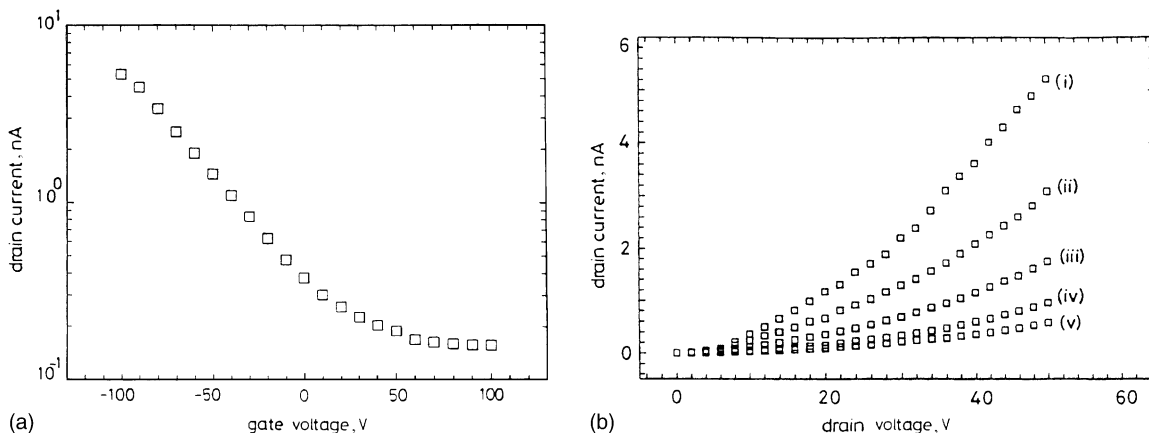 10¹
10⁰
10⁻¹
drain current, nA
-100 -50 0 50 100
gate voltage, V
(a)
6
4
2
0
drain current, nA
(i)
(ii)
(iii)
(iv)
(v)
0 20 40 60
drain voltage, V
(b)